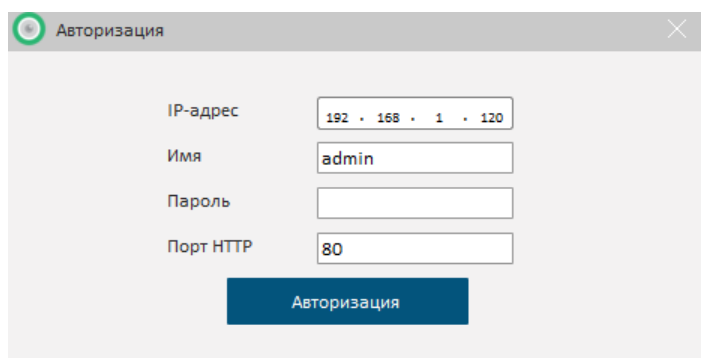 Авторизация
IP-адрес 192 . 168 . 1 . 120
Имя admin
Пароль
Порт HTTP 80
Авторизация